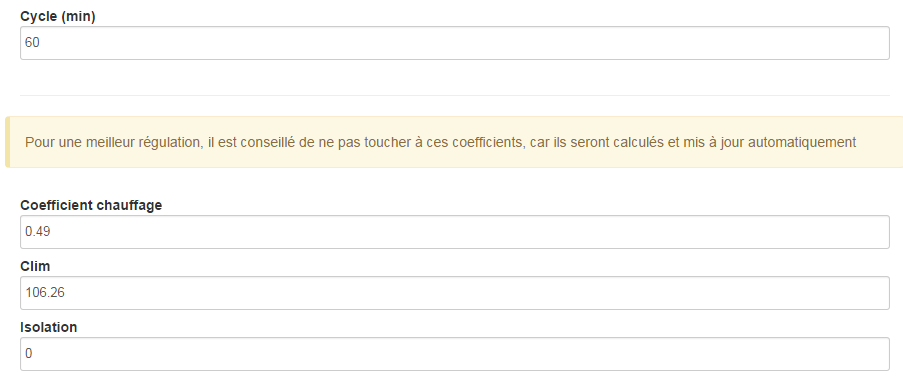 Cycle (min)
60
Pour une meilleur régulation, il est conseillé de ne pas toucher à ces coefficients, car ils seront calculés et mis à jour automatiquement
Coefficient chauffage
0.49
Clim
106.26
Isolation
0